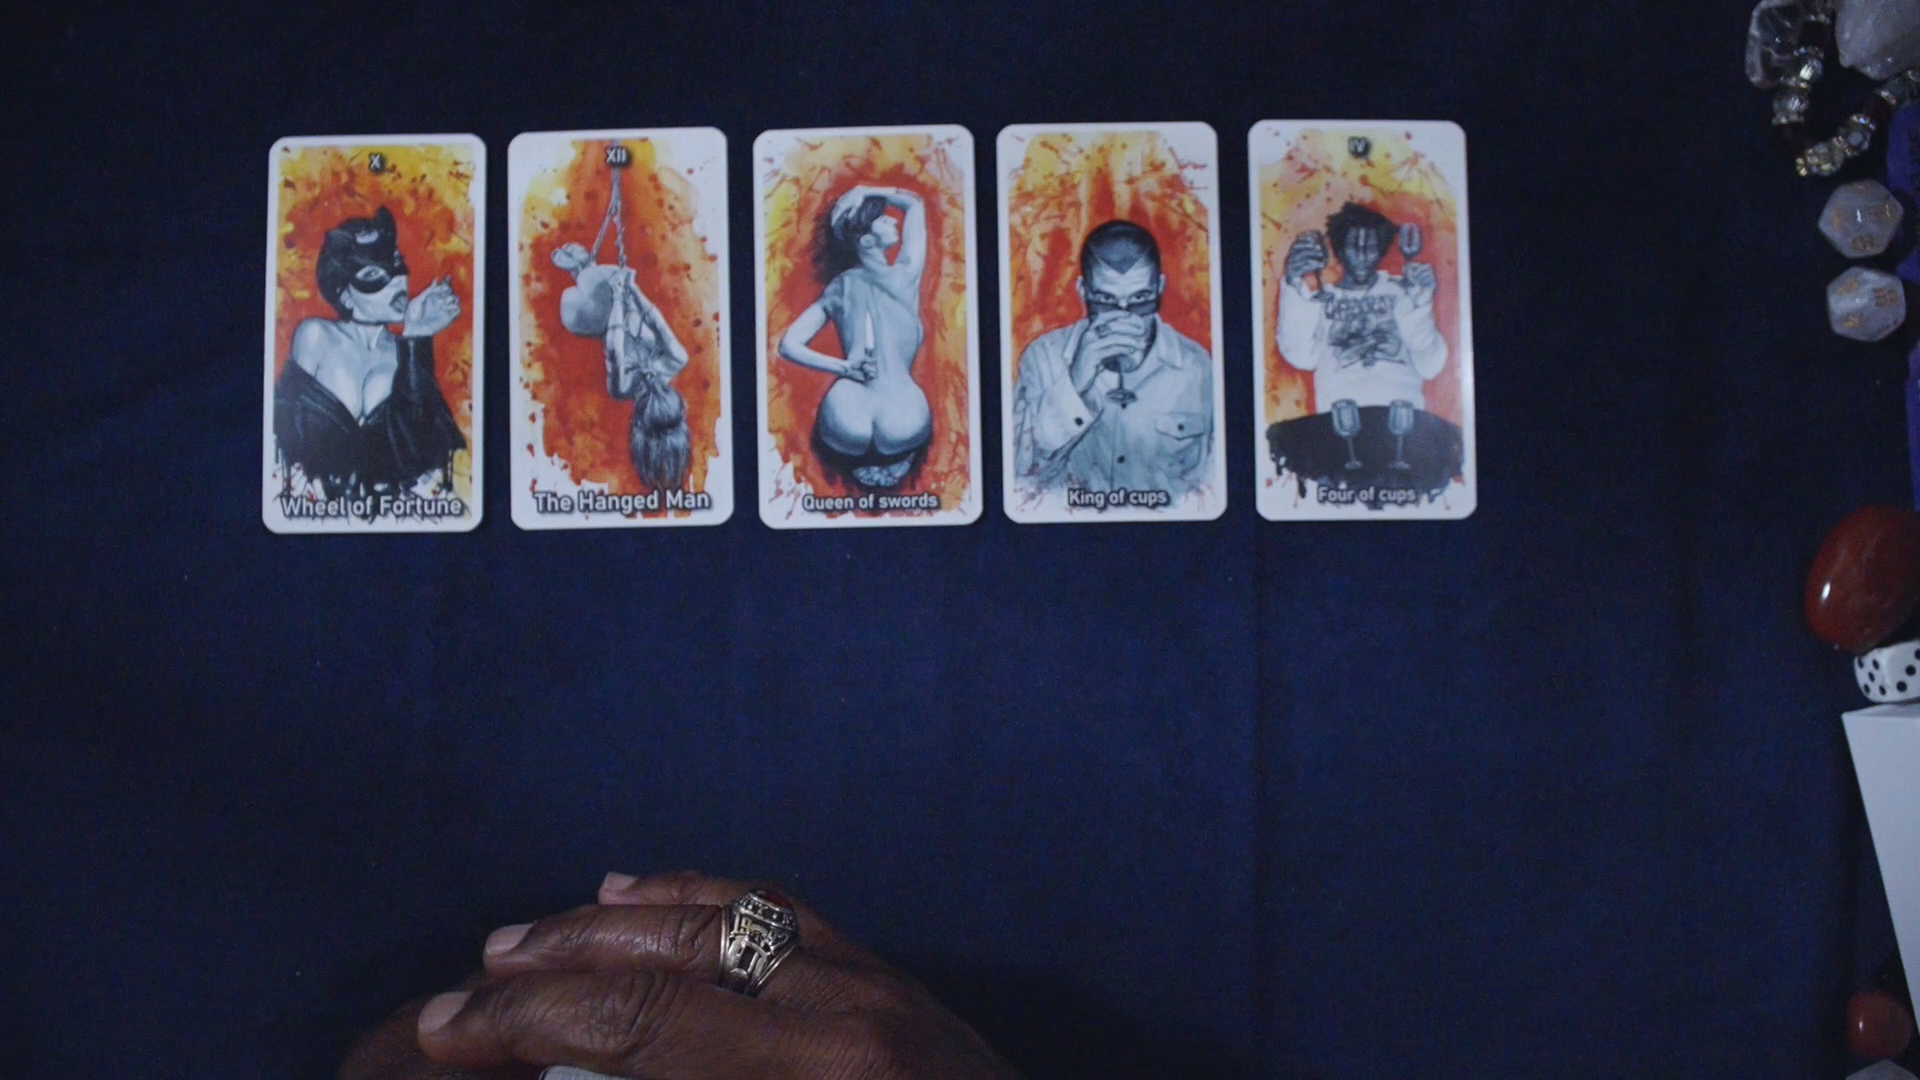 X
Wheel of Fortune
XII
The Hanged Man
Queen of swords
King of cups
IV
Four of cups